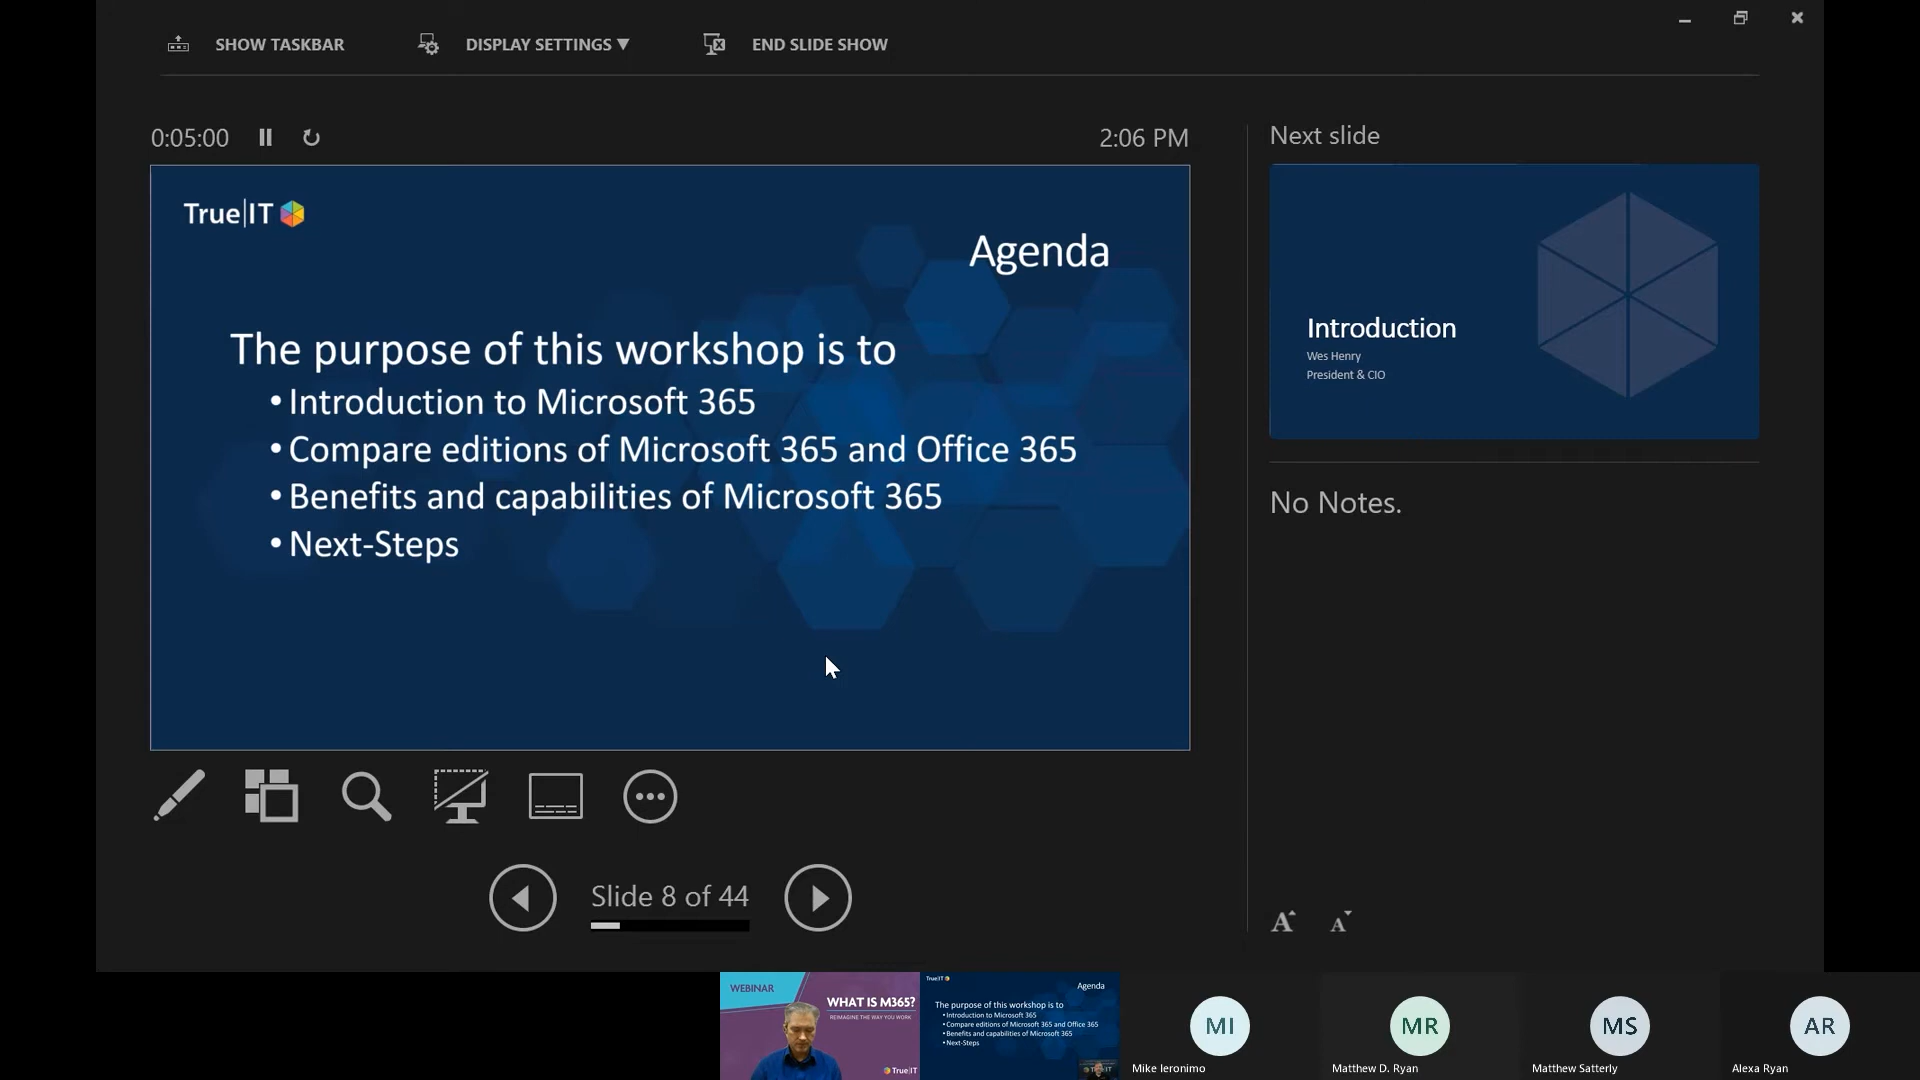 SHOW TASKBAR
DISPLAY SETTINGS ▼
END SLIDE SHOW
0:05:00
2:06 PM
Next slide
True|IT
Agenda
The purpose of this workshop is to
• Introduction to Microsoft 365
• Compare editions of Microsoft 365 and Office 365
• Benefits and capabilities of Microsoft 365
• Next-Steps
Introduction
Wes Henry
President & CIO
No Notes.
Slide 8 of 44
A A
WEBINAR
WHAT IS M365?
REIMAGINE THE WAY YOU WORK
True|IT
True|IT
Agenda
The purpose of this workshop is to
• Introduction to Microsoft 365
• Compare editions of Microsoft 365 and Office 365
• Benefits and capabilities of Microsoft 365
• Next-Steps
MI
Mike Ieronimo
MR
Matthew D. Ryan
MS
Matthew Satterly
AR
Alexa Ryan